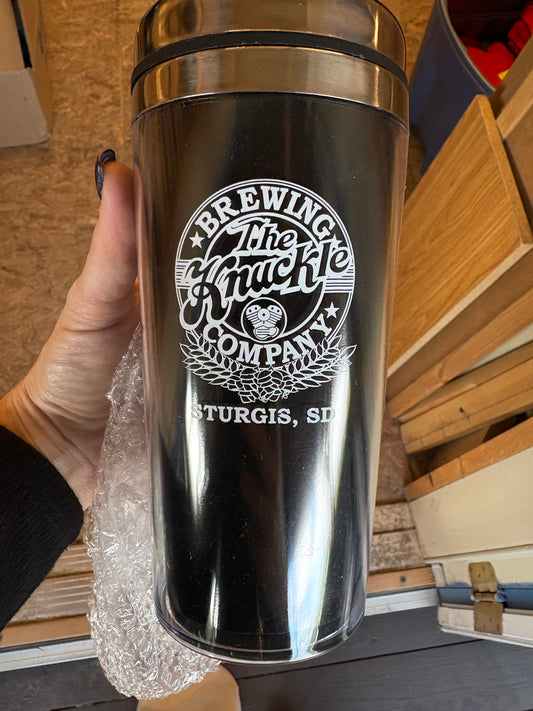 BREWING
The
Knuckle
COMPANY
STURGIS, SD